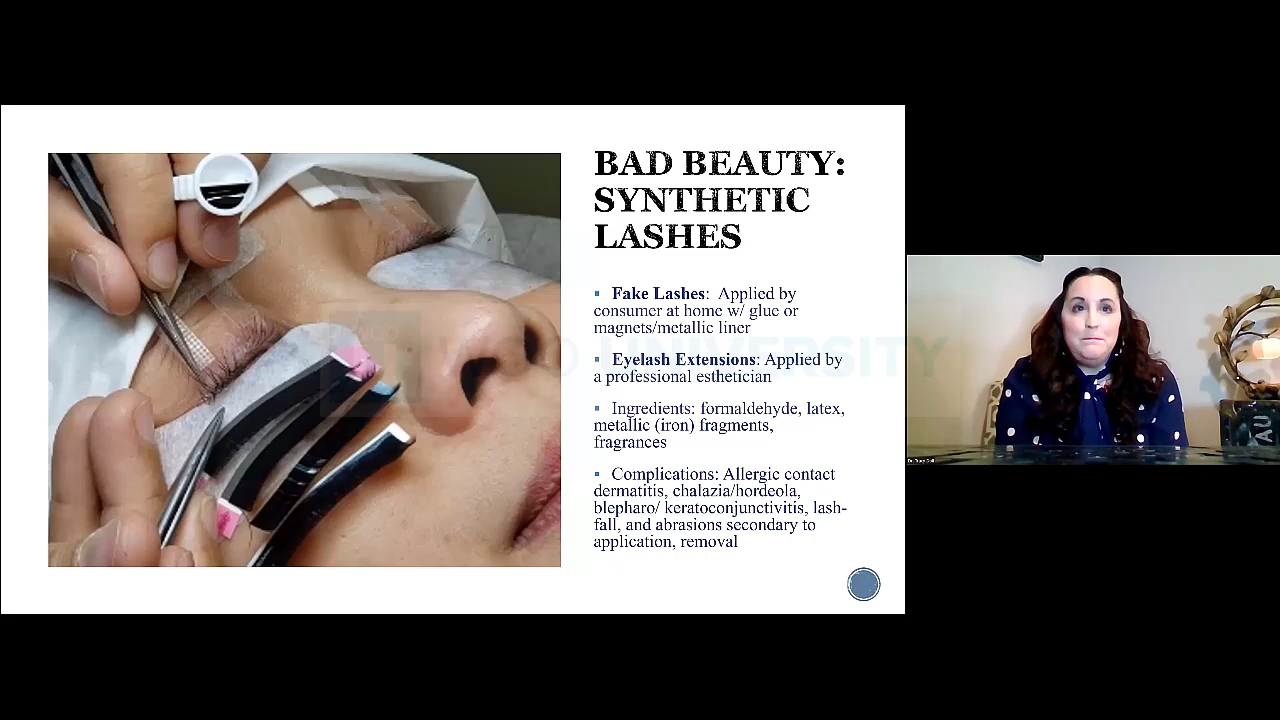 BAD BEAUTY:
SYNTHETIC
LASHES
▪ Fake Lashes: Applied by
consumer at home w/ glue or
magnets/metallic liner
▪ Eyelash Extensions: Applied by
a professional esthetician
▪ Ingredients: formaldehyde, latex,
metallic (iron) fragments,
fragrances
▪ Complications: Allergic contact
dermatitis, chalazia/hordeola,
blepharo/ keratoconjunctivitis, lash-
fall, and abrasions secondary to
application, removal
UNIVERSITY
AU